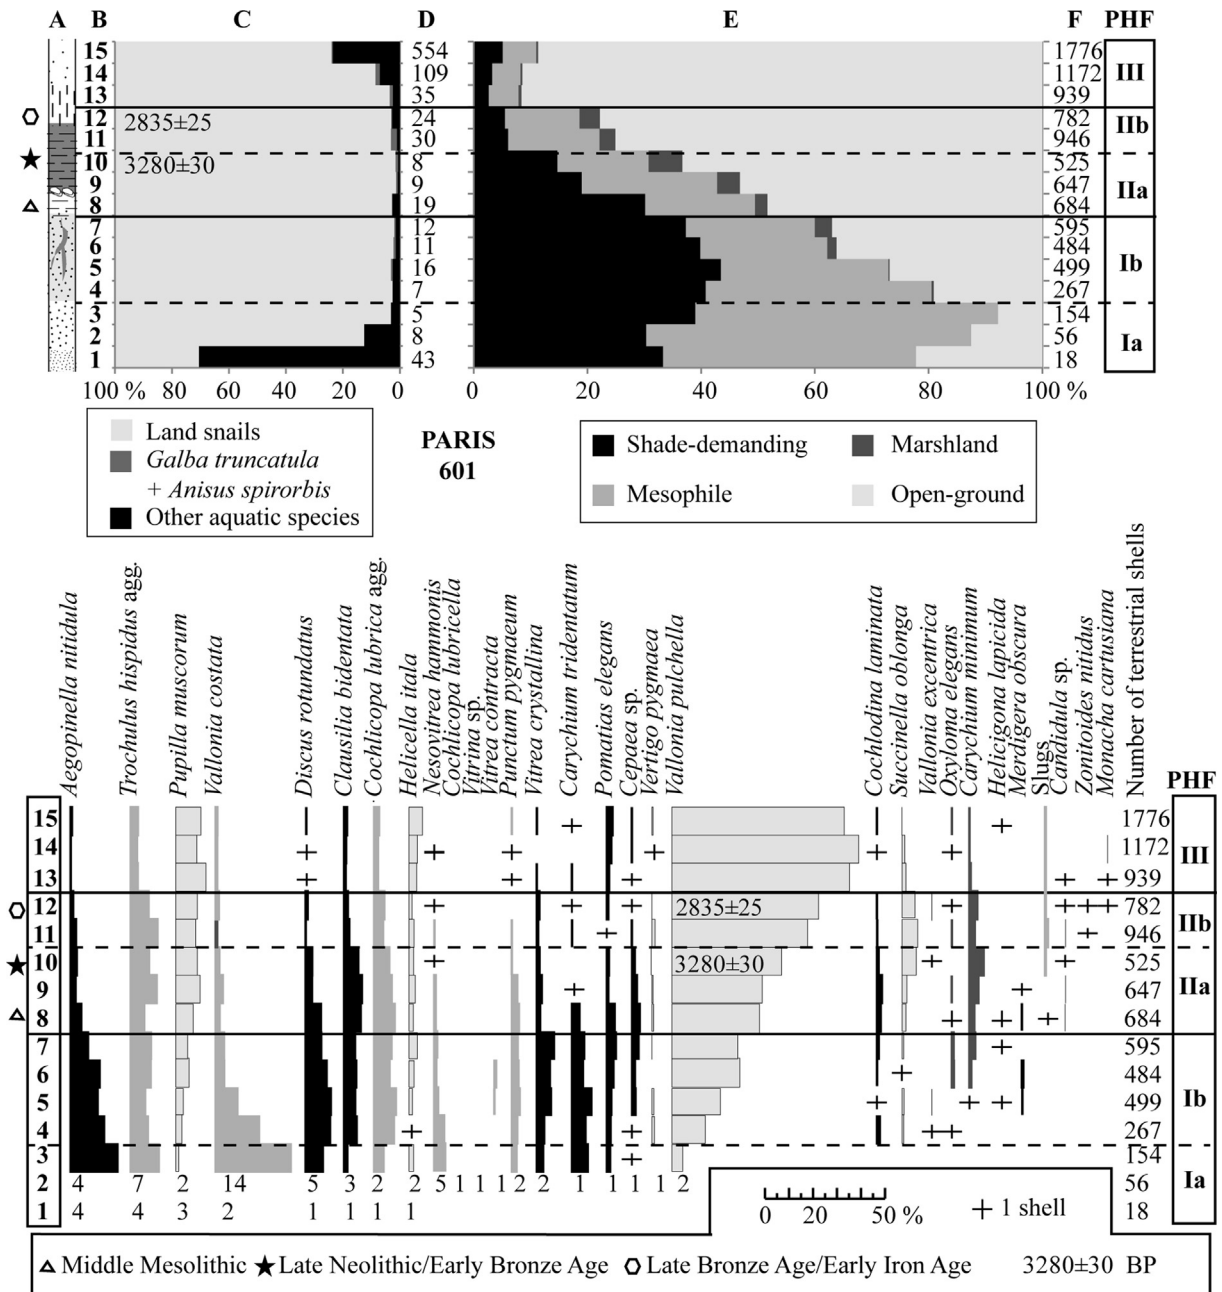 A B C D E F PHF
15 554 1776
14 109 1172 III
13 35 939
12 2835±25 24 782
11 30 946 IIb
10 3280±30 8 525
9 9 647 IIa
8 19 684
7 12 595
6 11 484
5 16 499 Ib
4 7 267
3 5 154
2 8 56 Ia
1 43 18
100 % 80 60 40 20 0 0 20 40 60 80 100 %
Land snails
Galba truncatula
+ Anisus spirorbis
Other aquatic species
PARIS
601
Shade-demanding Marshland
Mesophile Open-ground
Aegopinella nitidula
Trochulus hispidus agg.
Pupilla muscorum
Vallonia costata
Discus rotundatus
Clausilia bidentata
Cochlicopa lubrica agg.
Helicella itala
Nesovitrea hammonis
Cochlicopa lubricella
Vitrina sp.
Vitrea contracta
Punctum pygmaeum
Vitrea crystallina
Carychium tridentatum
Pomatias elegans
Cepaea sp.
Vertigo pygmaea
Vallonia pulchella
Cochlodina laminata
Succinella oblonga
Vallonia excentrica
Oxyloma elegans
Carychium minimum
Helicigona lapicida
Merdigera obscura
Slugs
Candidula sp.
Zonitoides nitidus
Monacha cartusiana
Number of terrestrial shells
PHF
15 1776
14 1172 III
13 939
12 2835±25 782
11 946 IIb
10 3280±30 525
9 647 IIa
8 684
7 595
6 484
5 499 Ib
4 267
3 154
2 4 7 2 14 5 3 2 2 5 1 1 1 1 2 2 1 1 1 1 2 56 Ia
1 4 4 3 2 1 1 1 1 18
0 20 50 % + 1 shell
Middle Mesolithic Late Neolithic/Early Bronze Age Late Bronze Age/Early Iron Age 3280±30 BP